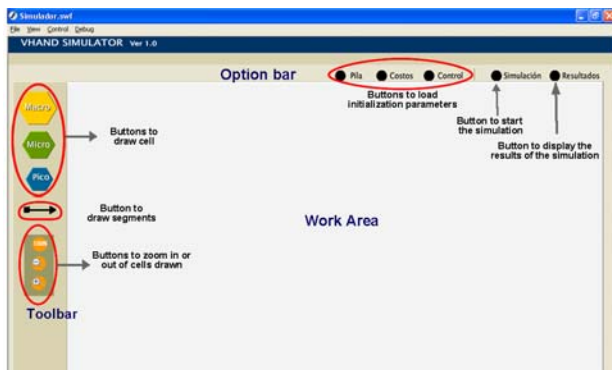 Simulador.swf
File View Control Debug
VHAND SIMULATOR Ver 1.0
Option bar
Pila
Costos
Control
Simulación
Resultados
Buttons to load
initialization parameters
Button to start
the simulation
Button to display the
results of the simulation
Macro
Micro
Pico
Buttons to
draw cell
Button to
draw segments
Work Area
Buttons to zoom in or
out of cells drawn
Toolbar